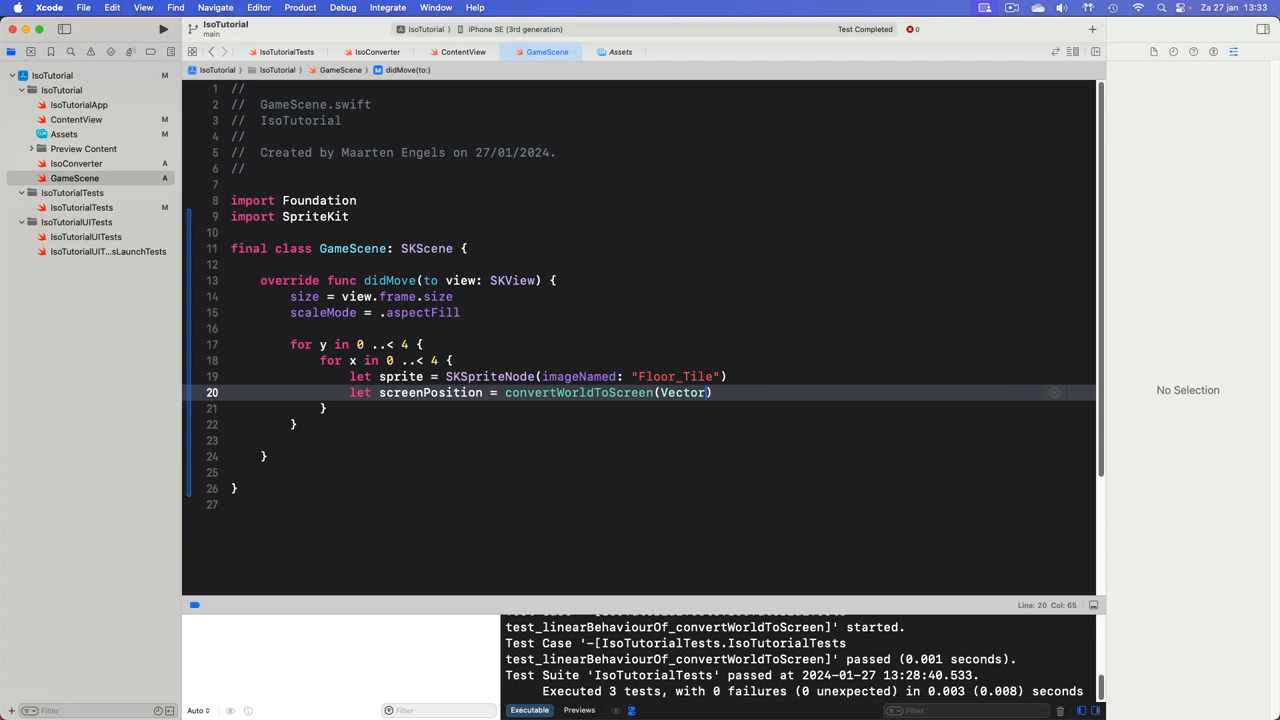 Xcode File Edit View Find Navigate Editor Product Debug Integrate Window Help Za 27 jan 13:33
IsoTutorial
main
IsoTutorial 〉 iPhone SE (3rd generation)
Test Completed
0
IsoTutorialTests
IsoConverter
ContentView
GameScene
Assets
IsoTutorial 〉 IsoTutorial 〉 GameScene 〉 M didMove(to:)
IsoTutorial M
IsoTutorial
IsoTutorialApp
ContentView M
Assets M
Preview Content
IsoConverter A
GameScene A
IsoTutorialTests
IsoTutorialTests M
IsoTutorialUITests
IsoTutorialUITests
IsoTutorialUIT...sLaunchTests
1 //
2 // GameScene.swift
3 // IsoTutorial
4 //
5 // Created by Maarten Engels on 27/01/2024.
6 //
7
8 import Foundation
9 import SpriteKit
10
11 final class GameScene: SKScene {
12
13 override func didMove(to view: SKView) {
14 size = view.frame.size
15 scaleMode = .aspectFill
16
17 for y in 0 ..< 4 {
18 for x in 0 ..< 4 {
19 let sprite = SKSpriteNode(imageNamed: "Floor_Tile")
20 let screenPosition = convertWorldToScreen(Vector)
21 }
22 }
23
24 }
25
26 }
27
No Selection
Line: 20 Col: 65
test_linearBehaviourOf_convertWorldToScreen]' started.
Test Case '-[IsoTutorialTests.IsoTutorialTests
test_linearBehaviourOf_convertWorldToScreen]' passed (0.001 seconds).
Test Suite 'IsoTutorialTests' passed at 2024-01-27 13:28:40.533.
Executed 3 tests, with 0 failures (0 unexpected) in 0.003 (0.008) seconds
Filter
Auto
Filter
Executable Previews
Filter